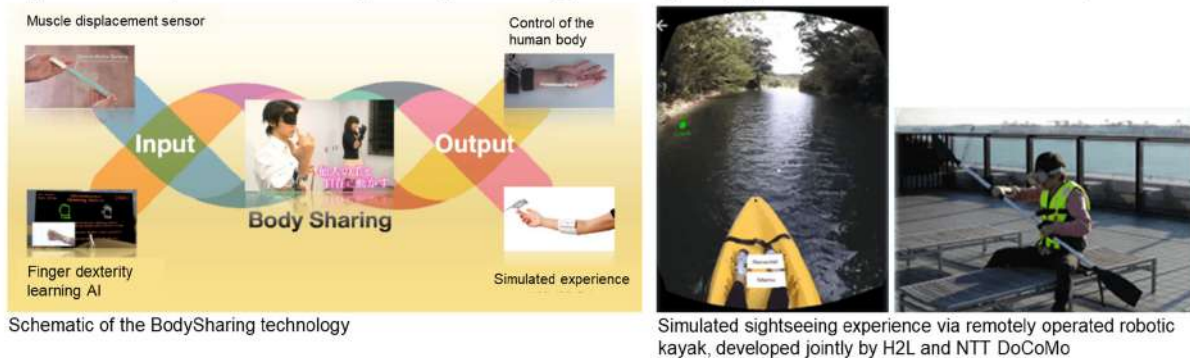 Muscle displacement sensor
Control of the
human body
Input
Output
Body Sharing
Finger dexterity
learning AI
Simulated experience
Schematic of the BodySharing technology
Simulated sightseeing experience via remotely operated robotic
kayak, developed jointly by H2L and NTT DoCoMo